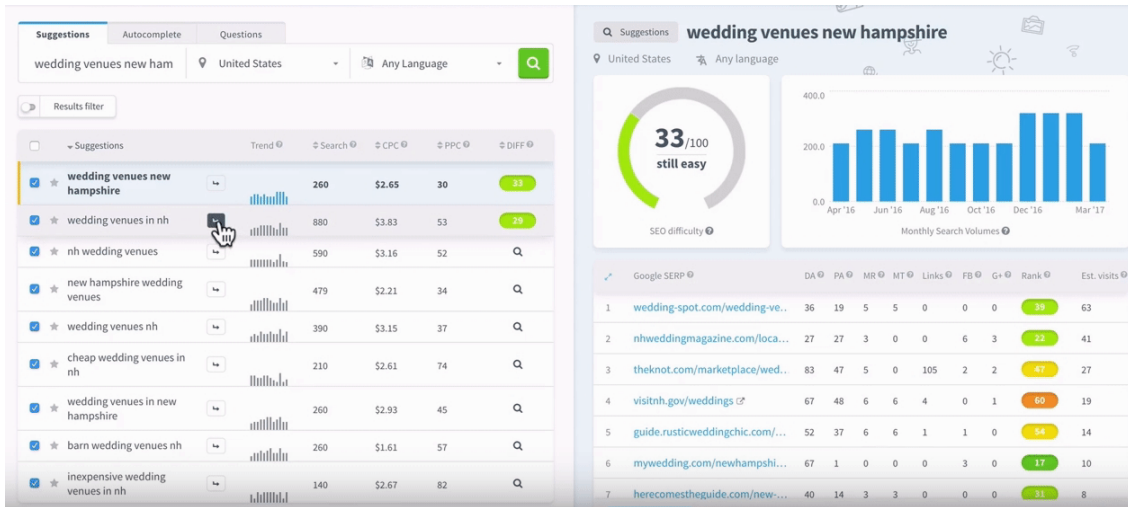 Suggestions Autocomplete Questions
wedding venues new ham United States Any Language
Results filter
Suggestions Trend Search CPC PPC DIFF
wedding venues new
hampshire 260 $2.65 30 33
wedding venues in nh 880 $3.83 53 29
nh wedding venues 590 $3.16 52
new hampshire wedding
venues 479 $2.21 34
wedding venues nh 390 $3.15 37
cheap wedding venues in
nh 210 $2.61 74
wedding venues in new
hampshire 260 $2.93 45
barn wedding venues nh 260 $1.61 57
inexpensive wedding
venues in nh 140 $2.67 82
Suggestions wedding venues new hampshire
United States Any language
33/100
still easy
SEO difficulty
400.0
200.0
0.0
Apr '16 Jun '16 Aug '16 Oct '16 Dec '16 Mar '17
Monthly Search Volumes
Google SERP DA PA MR MT Links FB G+ Rank Est. visits
1 wedding-spot.com/wedding-ve.. 36 19 5 5 0 0 0 39 63
2 nhweddingmagazine.com/loca... 27 27 3 0 0 6 3 22 41
3 theknot.com/marketplace/wed.. 83 47 5 0 105 2 2 47 27
4 visitnh.gov/weddings 67 48 6 6 4 0 1 60 19
5 guide.rusticweddingchic.com/... 52 37 6 6 1 1 0 54 14
6 mywedding.com/newhampshi... 67 1 0 0 0 3 0 17 10
7 herecomestheguide.com/new-... 40 14 3 3 0 0 0 31 8